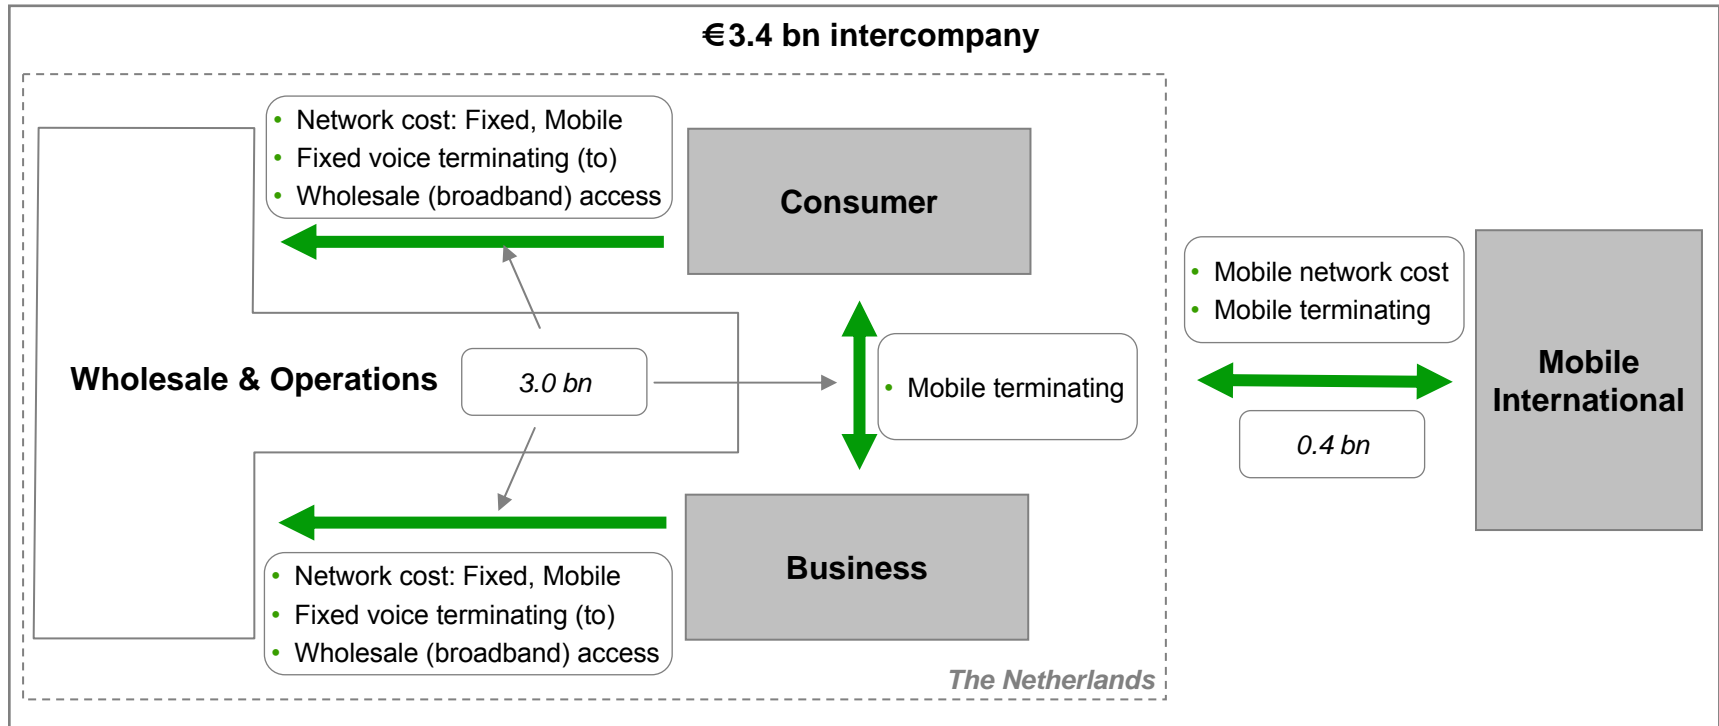 €3.4 bn intercompany
• Network cost: Fixed, Mobile
• Fixed voice terminating (to)
• Wholesale (broadband) access
Consumer
• Mobile network cost
• Mobile terminating
Wholesale & Operations
3.0 bn
• Mobile terminating
Mobile
International
0.4 bn
Business
• Network cost: Fixed, Mobile
• Fixed voice terminating (to)
• Wholesale (broadband) access
The Netherlands